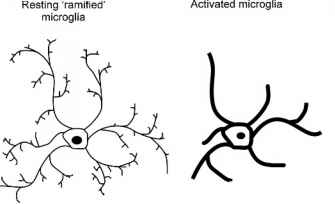 Resting 'ramified'
microglia
Activated microglia